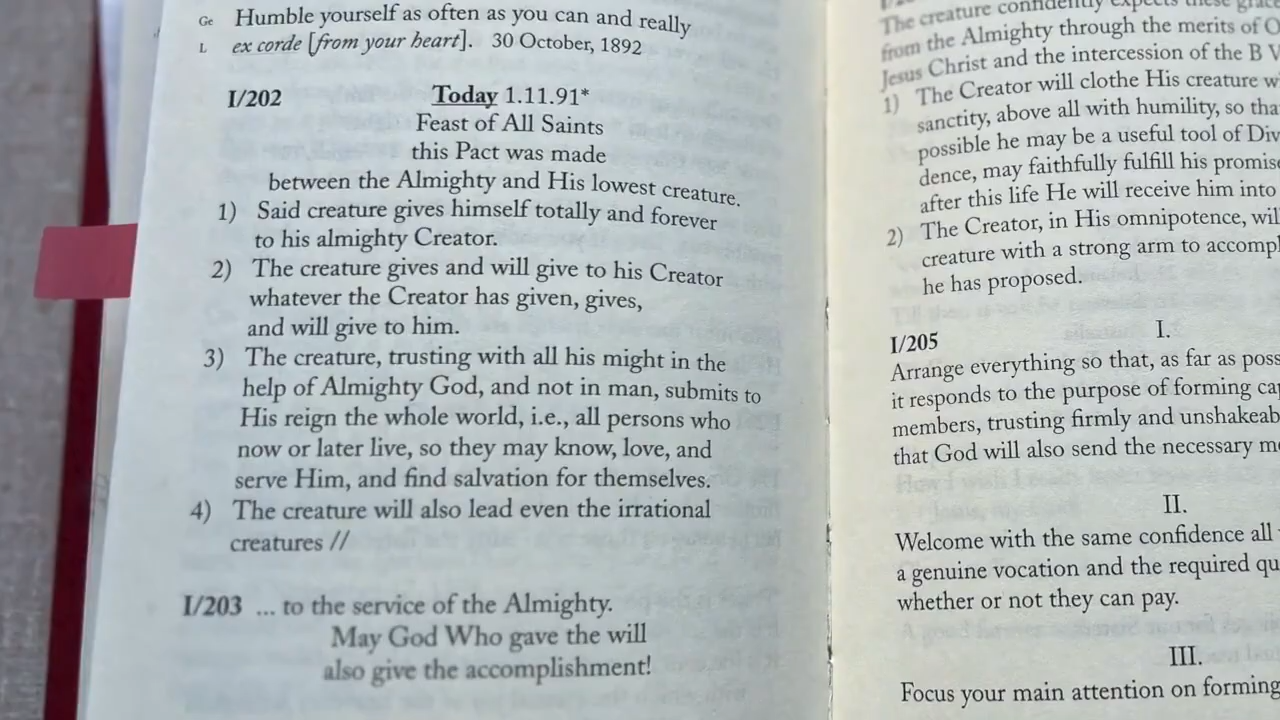 Ge Humble yourself as often as you can and really
L ex corde [from your heart]. 30 October, 1892
I/202 Today 1.11.91*
Feast of All Saints
this Pact was made
between the Almighty and His lowest creature.
1) Said creature gives himself totally and forever
to his almighty Creator.
2) The creature gives and will give to his Creator
whatever the Creator has given, gives,
and will give to him.
3) The creature, trusting with all his might in the
help of Almighty God, and not in man, submits to
His reign the whole world, i.e., all persons who
now or later live, so they may know, love, and
serve Him, and find salvation for themselves.
4) The creature will also lead even the irrational
creatures //
I/203 ... to the service of the Almighty.
May God Who gave the will
also give the accomplishment!
The creature confidently expects these
from the Almighty through the merits of
Jesus Christ and the intercession of the B V
1) The Creator will clothe His creature
sanctity, above all with humility, so
possible he may be a useful tool of
dence, may faithfully fulfill his
after this life He will receive him into
2) The Creator, in His omnipotence,
creature with a strong arm to
he has proposed.
I/205 I.
Arrange everything so that, as far as
it responds to the purpose of forming
members, trusting firmly and
that God will also send the necessary
II.
Welcome with the same confidence all
a genuine vocation and the required
whether or not they can pay.
III.
Focus your main attention on forming